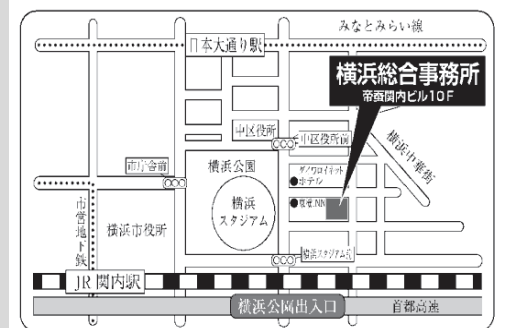 みなとみらい線
日本大通り駅
横浜総合事務所
帝蚕関内ビル10F
中区役所
中区役所前
横浜中華街
市庁舎前
横浜公園
ホテル
市営地下鉄
横浜市役所
横浜
スタジアム
横浜スタジアム前
JR 関内駅
横浜公園出入口
首都高速